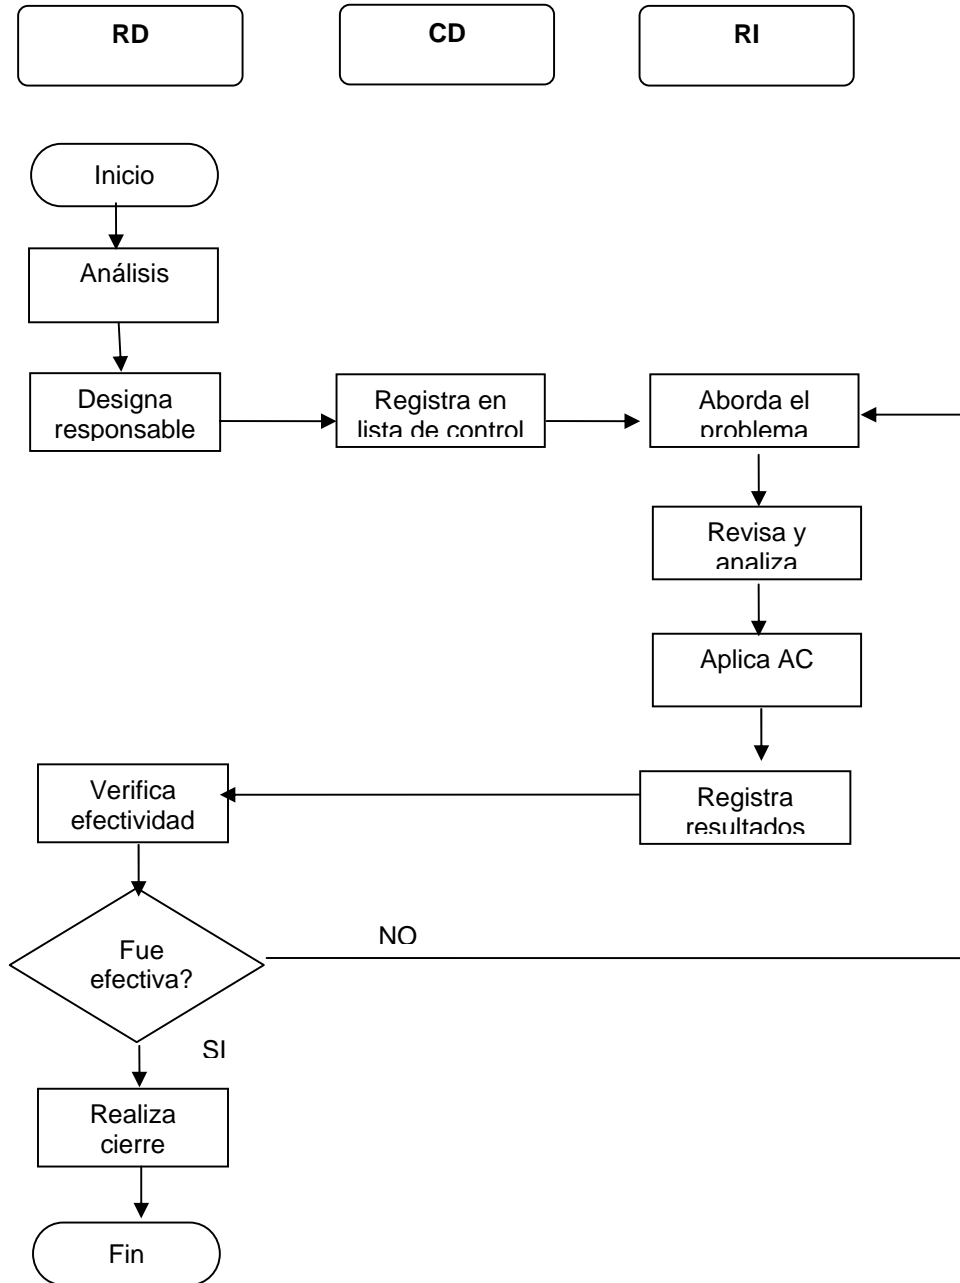 RD
CD
RI
Inicio
Análisis
Designa
responsable
Registra en
lista de control
Aborda el
problema
Revisa y
analiza
Aplica AC
Registra
resultados
Verifica
efectividad
Fue
efectiva?
NO
SI
Realiza
cierre
Fin